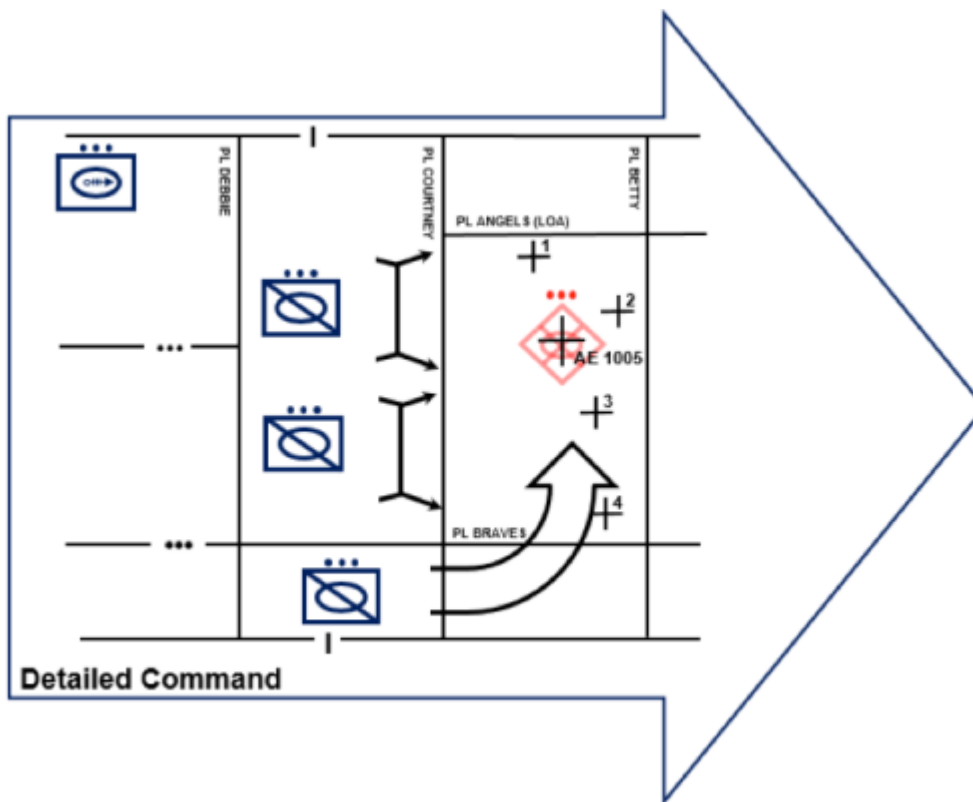 PL DEBBIE
PL COURTNEY
PL BETTY
PL ANGELS (LOA)
1
2
AE 1005
3
4
PL BRAVES
Detailed Command